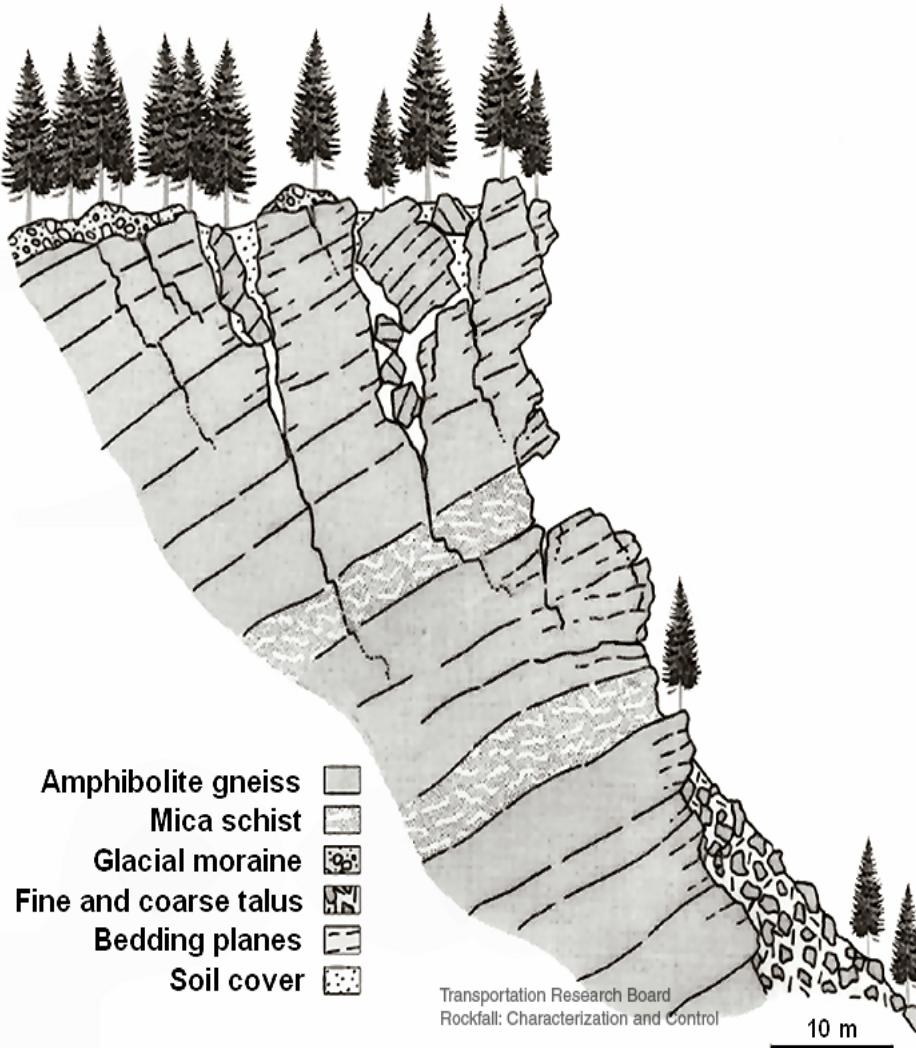 Amphibolite gneiss
Mica schist
Glacial moraine
Fine and coarse talus
Bedding planes
Soil cover
Transportation Research Board
Rockfall: Characterization and Control
10 m